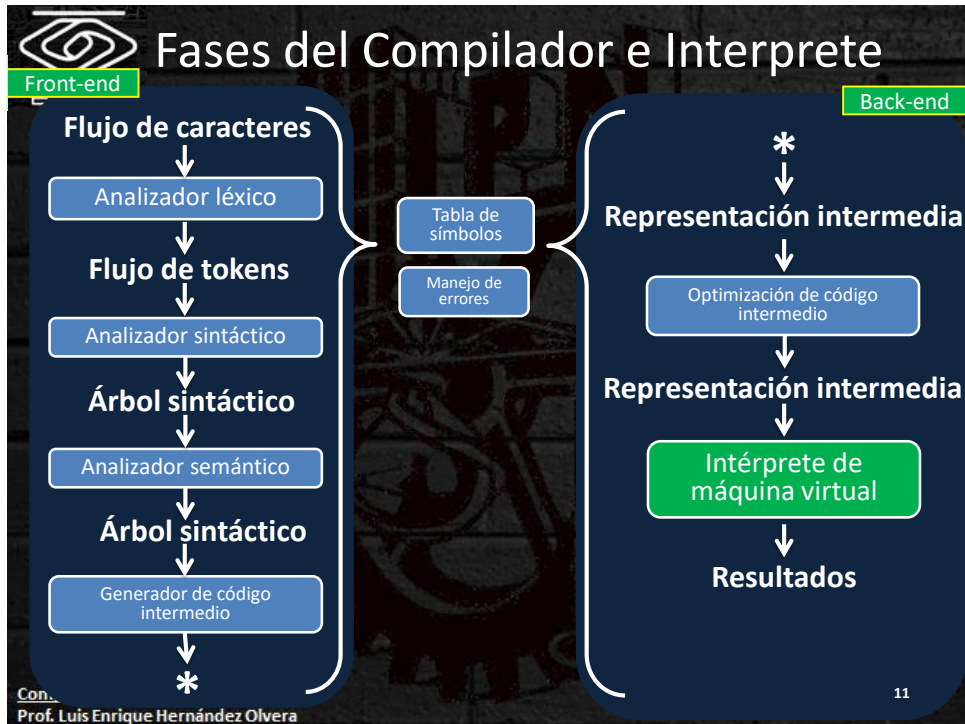 Fases del Compilador e Interprete
Front-end
Flujo de caracteres
Analizador léxico
Flujo de tokens
Analizador sintáctico
Árbol sintáctico
Analizador semántico
Árbol sintáctico
Generador de código
intermedio
*
Tabla de
símbolos
Manejo de
errores
Back-end
*
Representación intermedia
Optimización de código
intermedio
Representación intermedia
Intérprete de
máquina virtual
Resultados
Prof. Luis Enrique Hernández Olvera
11